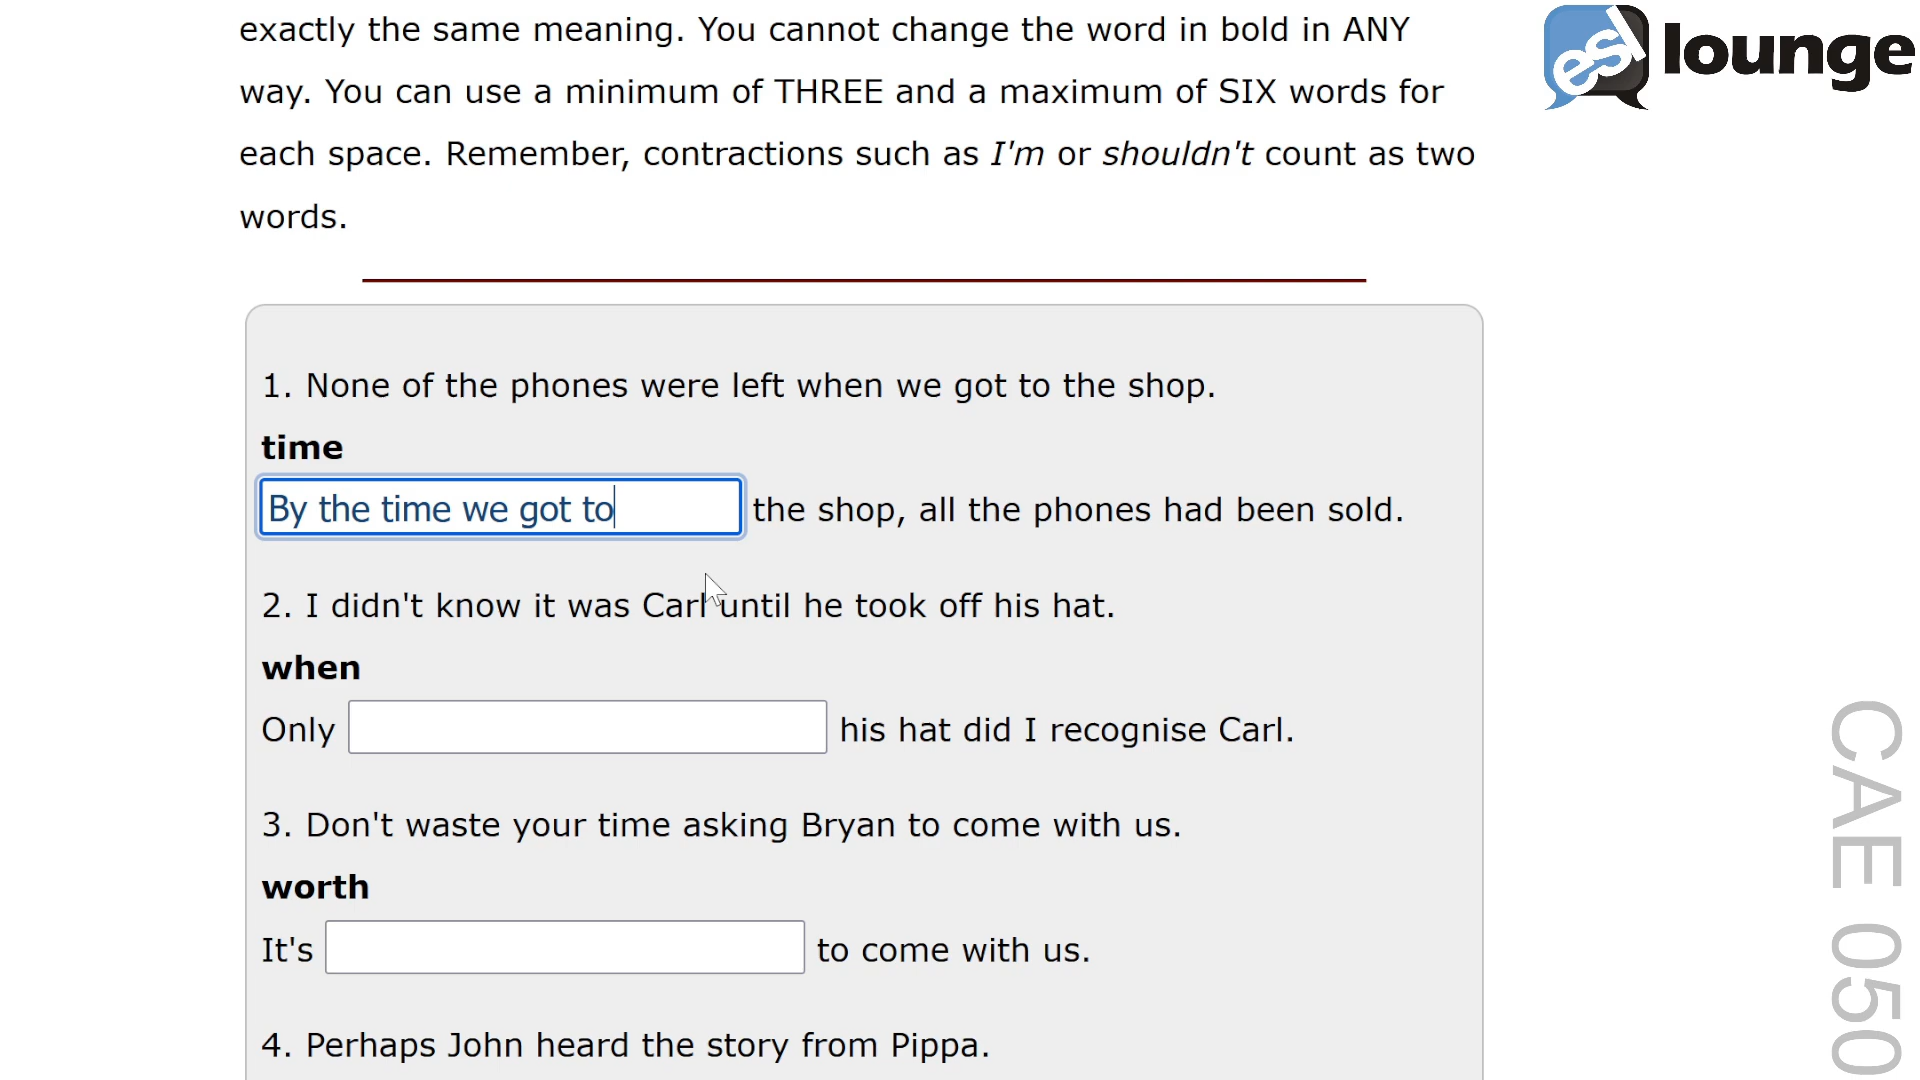 exactly the same meaning. You cannot change the word in bold in ANY
way. You can use a minimum of THREE and a maximum of SIX words for
each space. Remember, contractions such as I'm or shouldn't count as two
words.
esl lounge
1. None of the phones were left when we got to the shop.
time
By the time we got to the shop, all the phones had been sold.
2. I didn't know it was Carl until he took off his hat.
when
Only his hat did I recognise Carl.
3. Don't waste your time asking Bryan to come with us.
worth
It's to come with us.
4. Perhaps John heard the story from Pippa.
CAE 050